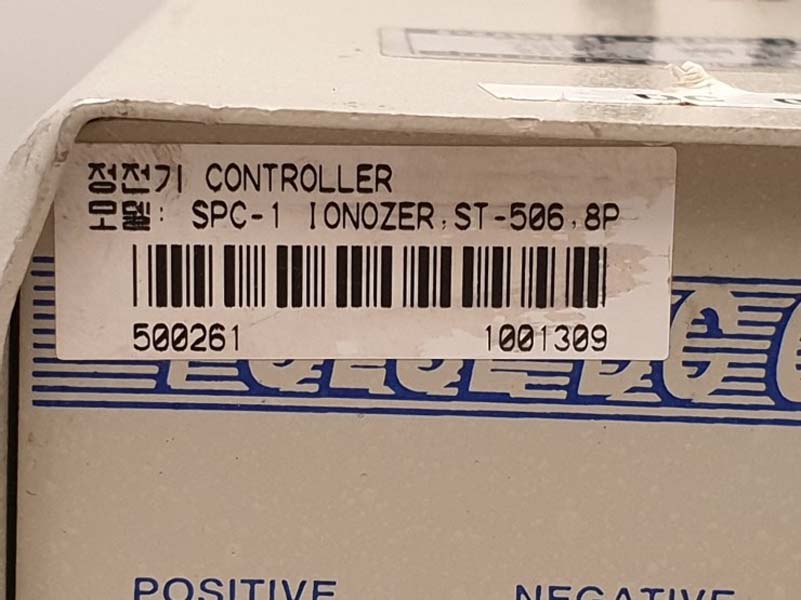 정전기 CONTROLLER
모델: SPC-1 IONOZER,ST-506,8P
500261 1001309
POSITIVE NEGATIVE